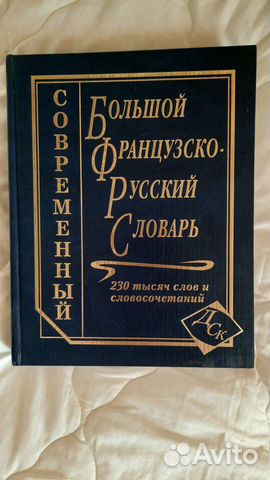 СОВРЕМЕННЫЙ
БОЛЬШОЙ
ФРАНЦУЗСКО-
РУССКИЙ
СЛОВАРЬ
230 тысяч слов и
словосочетаний
ДСК
Avito